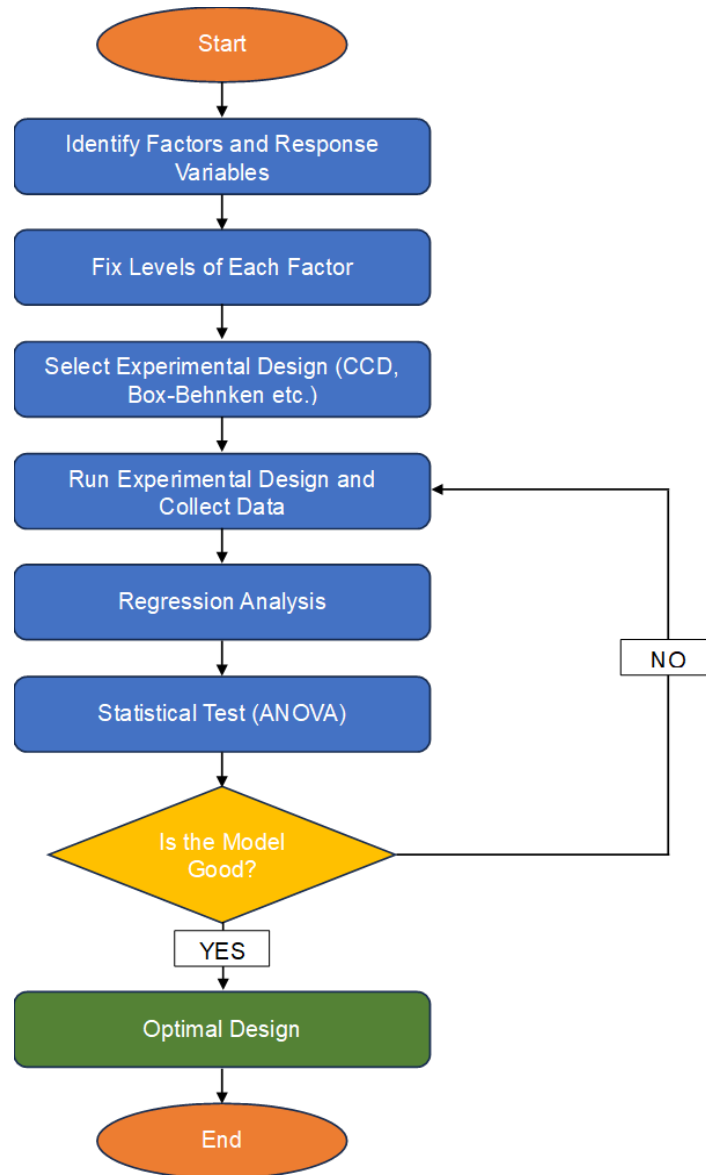 Start
Identify Factors and Response
Variables
Fix Levels of Each Factor
Select Experimental Design (CCD,
Box-Behnken etc.)
Run Experimental Design and
Collect Data
Regression Analysis
NO
Statistical Test (ANOVA)
Is the Model
Good?
YES
Optimal Design
End